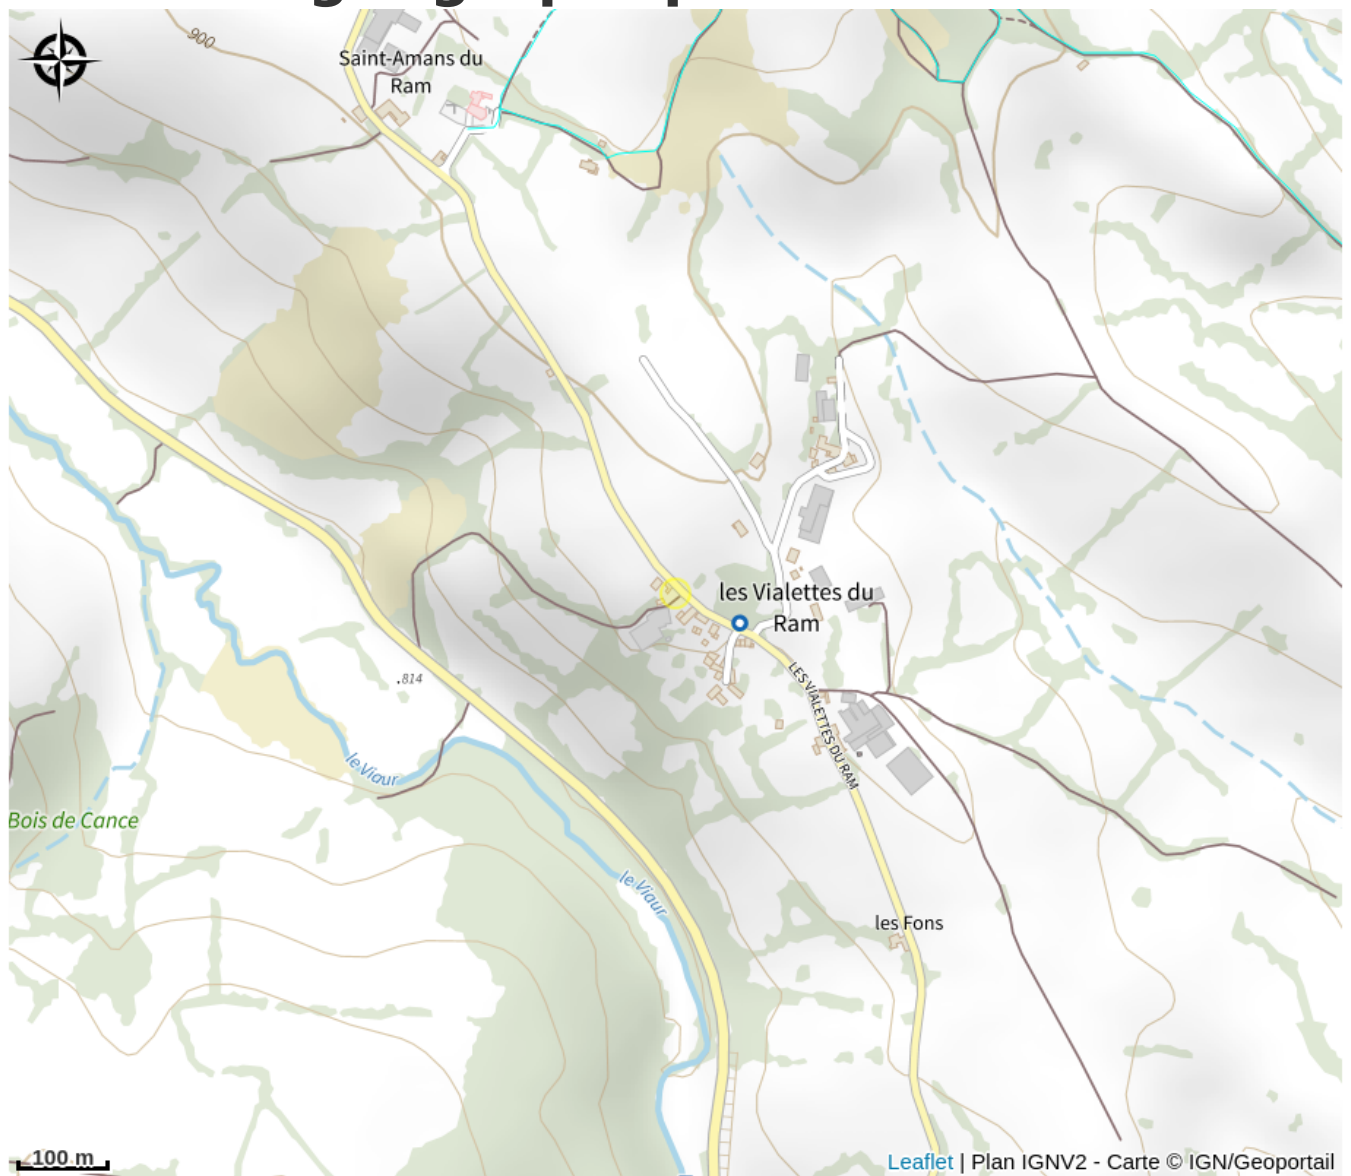 900
Saint-Amans du
Ram
les Vialettes du
Ram
LES VIALETTES DU RAM
.814
le Viaur
Bois de Cance
le Viaur
les Fons
100 m
Leaflet | Plan IGNV2 - Carte © IGN/Geoportail